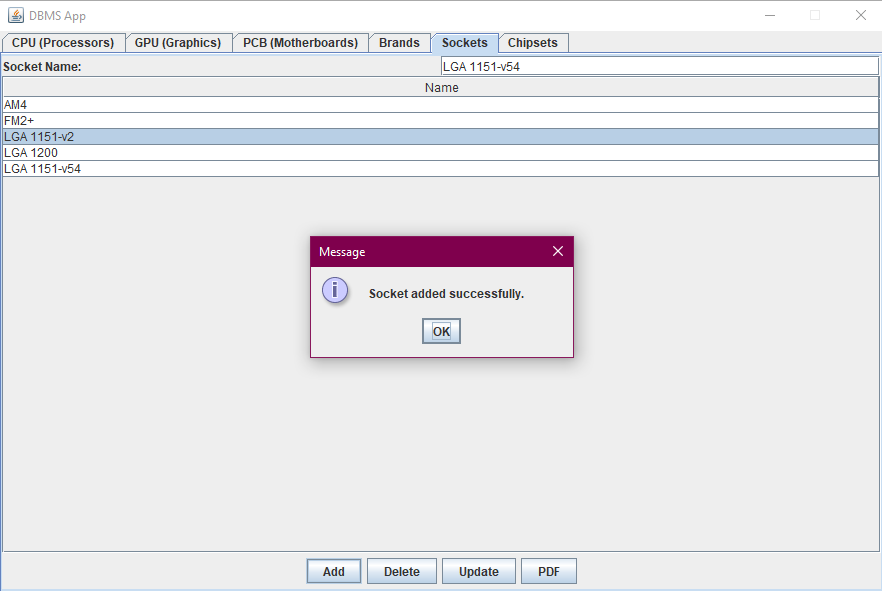 DBMS App
CPU (Processors) GPU (Graphics) PCB (Motherboards) Brands Sockets Chipsets
Socket Name: LGA 1151-v54
Name
AM4
FM2+
LGA 1151-v2
LGA 1200
LGA 1151-v54
Message
Socket added successfully.
OK
Add Delete Update PDF